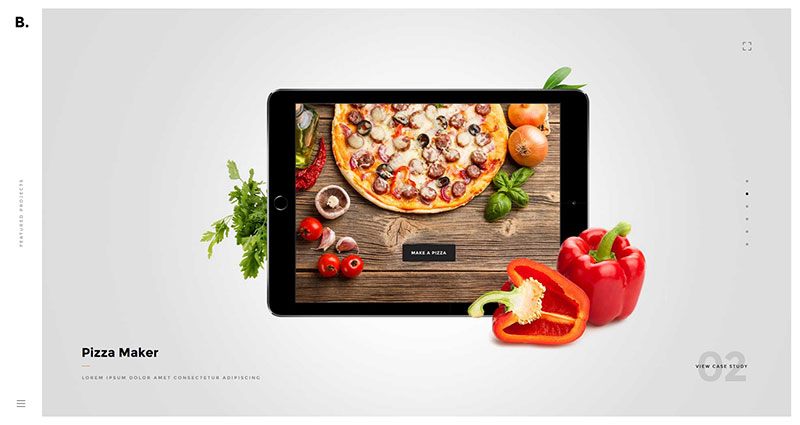 B.
FEATURED PROJECTS
MAKE A PIZZA
Pizza Maker
LOREM IPSUM DOLOR AMET CONSECTETUR ADIPISCING
02
VIEW CASE STUDY